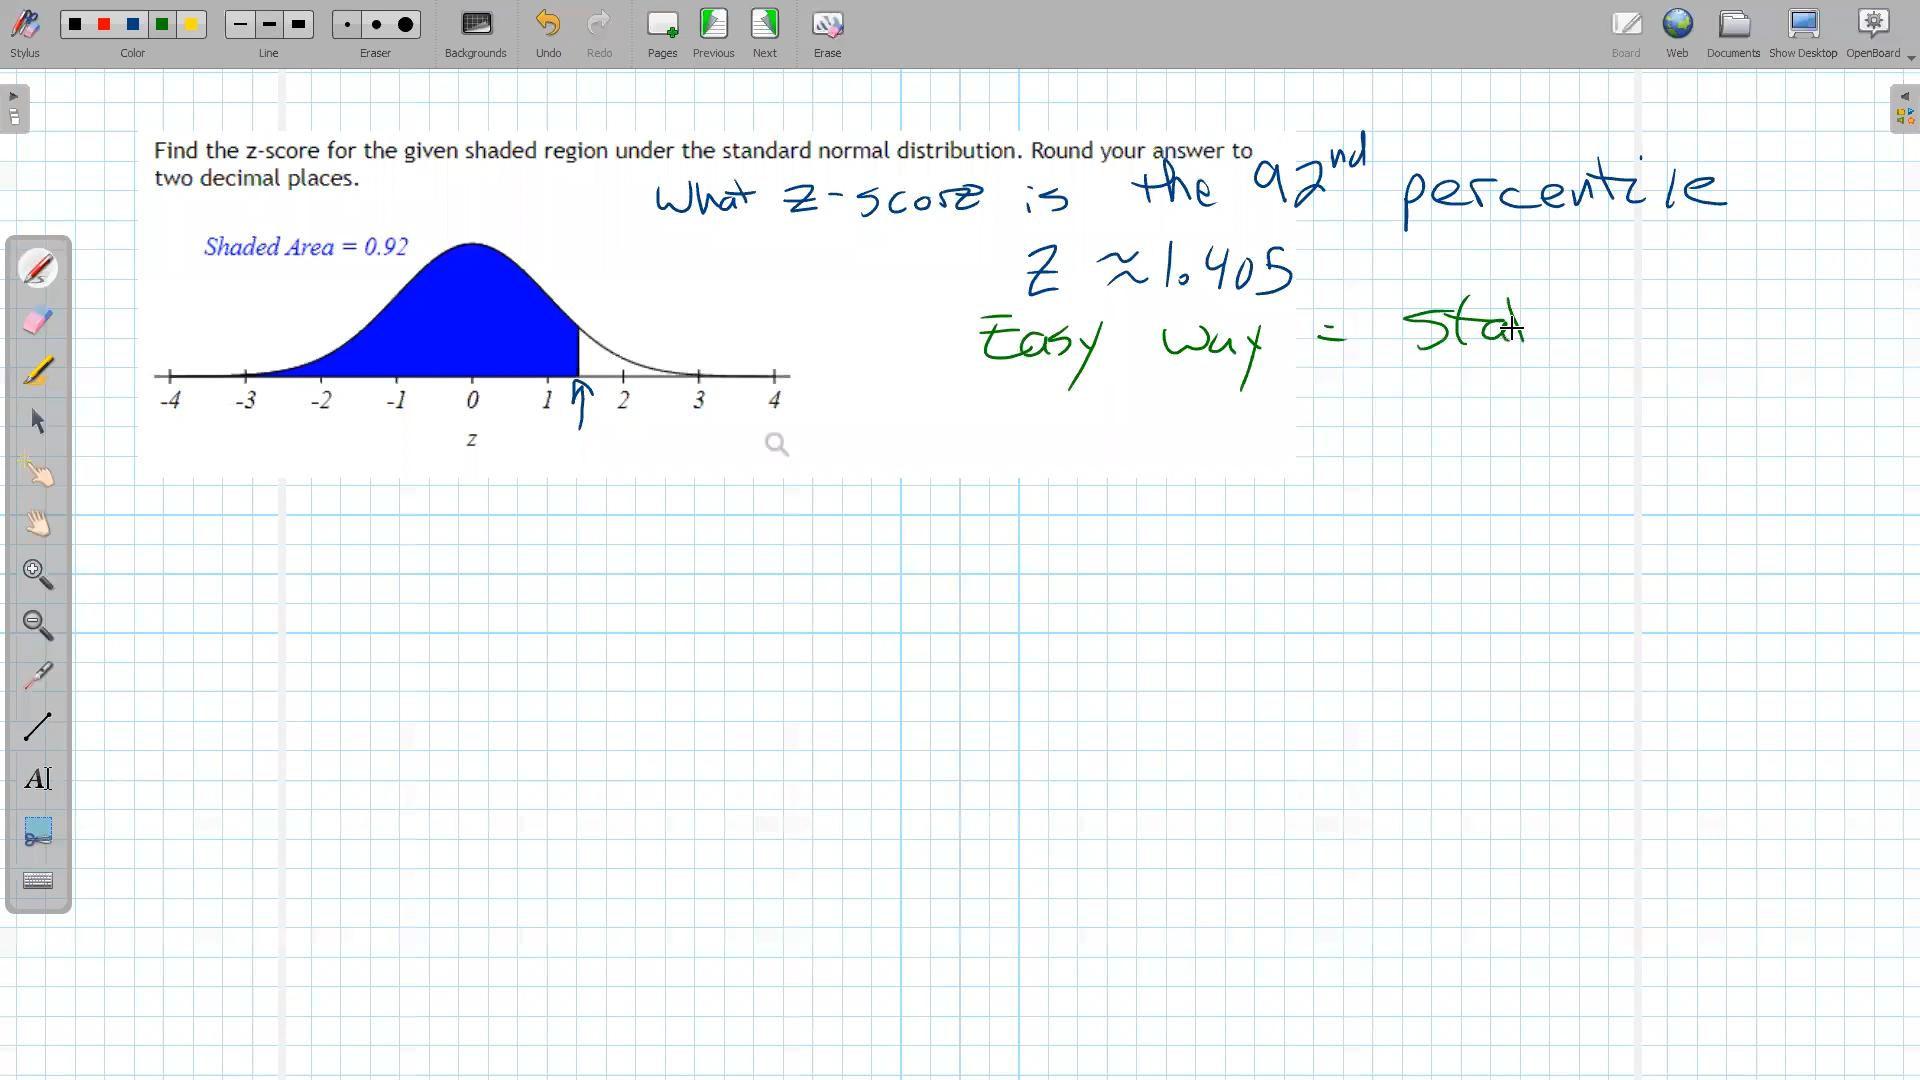 Stylus Color Line Eraser Backgrounds Undo Redo Pages Previous Next Erase Board Web Documents Show Desktop OpenBoard
Find the z-score for the given shaded region under the standard normal distribution. Round your answer to
two decimal places.
What z-score is the 92nd percentile
Shaded Area = 0.92
z ≈ 1.405
Easy way = Stat
-4 -3 -2 -1 0 1 2 3 4
z